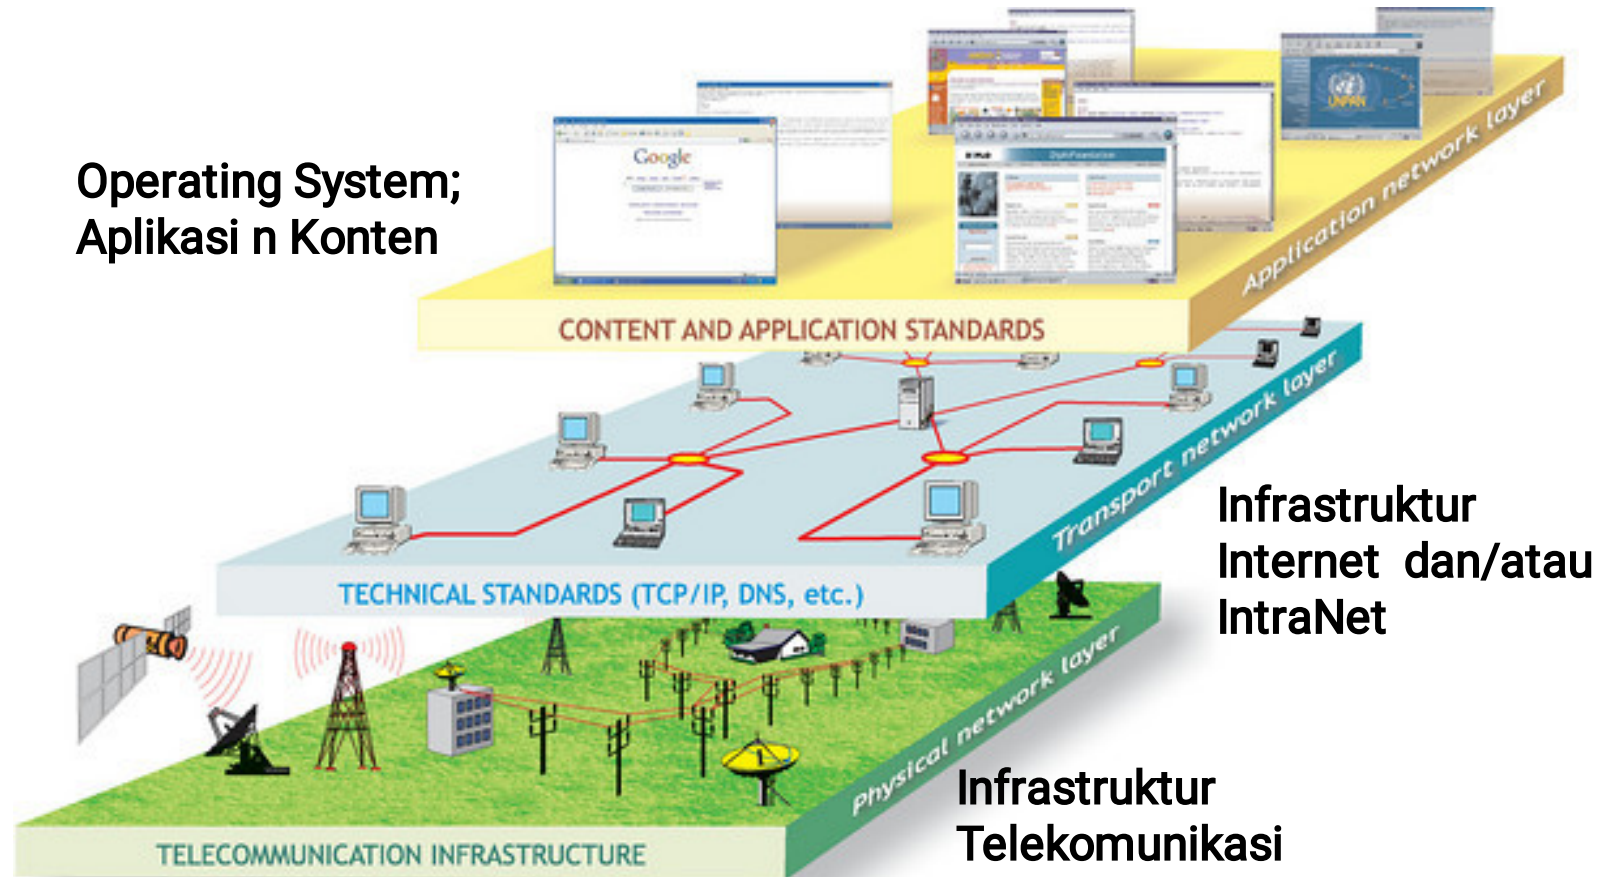 Operating System;
Aplikasi n Konten
Google
UNPAN
DiploFoundation
Application network layer
CONTENT AND APPLICATION STANDARDS
Transport network layer
Infrastruktur
Internet dan/atau
IntraNet
TECHNICAL STANDARDS (TCP/IP, DNS, etc.)
Physical network layer
Infrastruktur
Telekomunikasi
TELECOMMUNICATION INFRASTRUCTURE